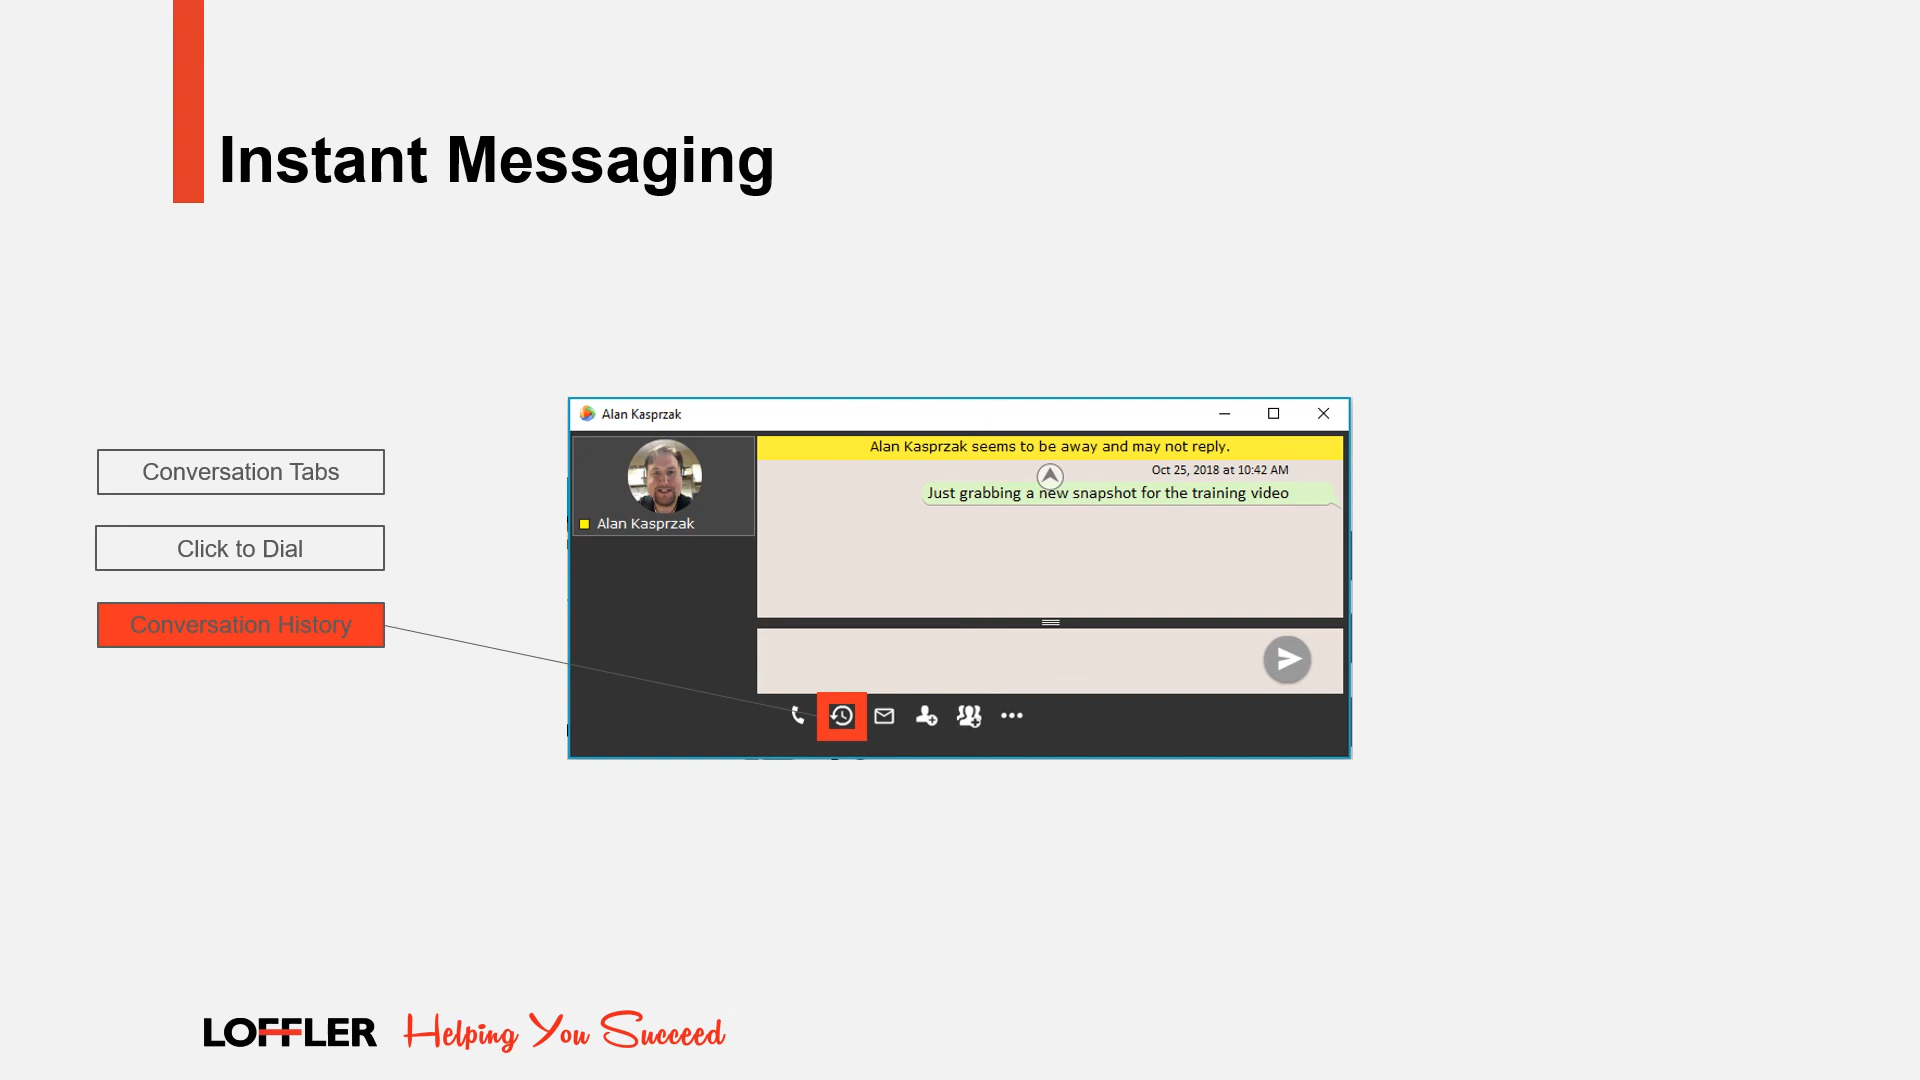 Instant Messaging
Conversation Tabs
Click to Dial
Conversation History
Alan Kasprzak
Alan Kasprzak
Alan Kasprzak seems to be away and may not reply.
Oct 25, 2018 at 10:42 AM
Just grabbing a new snapshot for the training video
LOFFLER Helping You Succeed